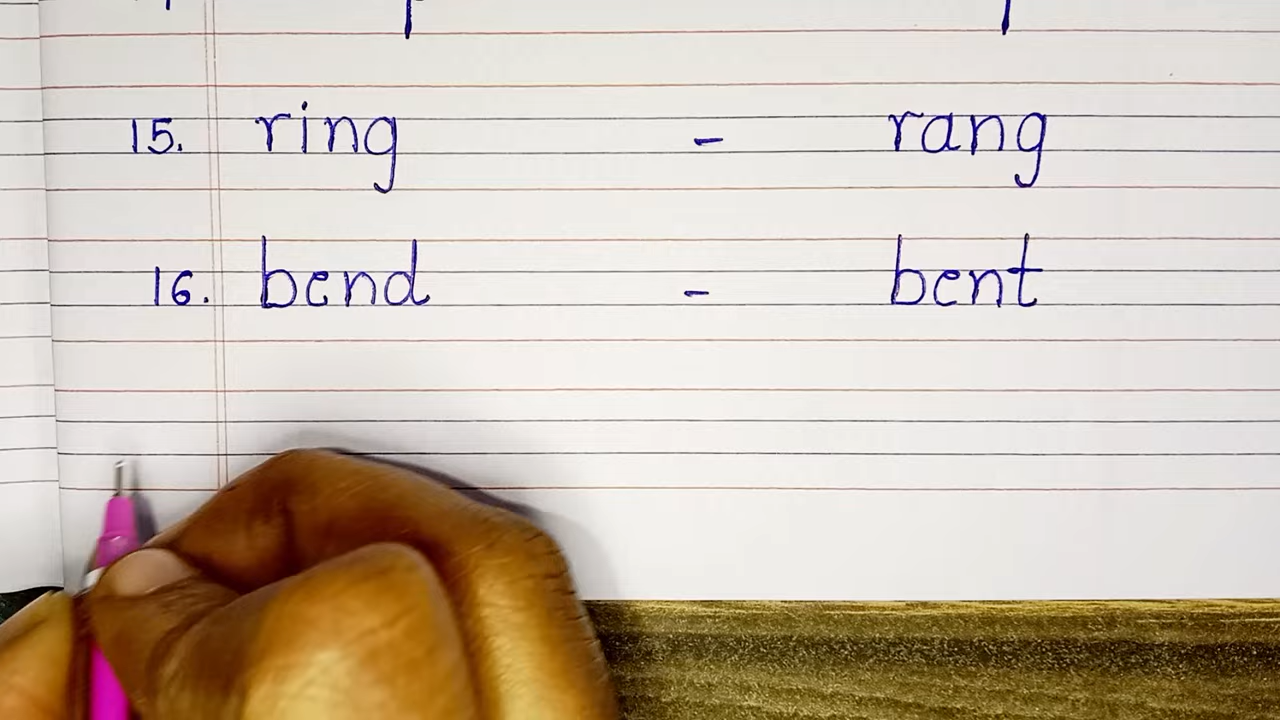 15. ring - rang
16. bend - bent